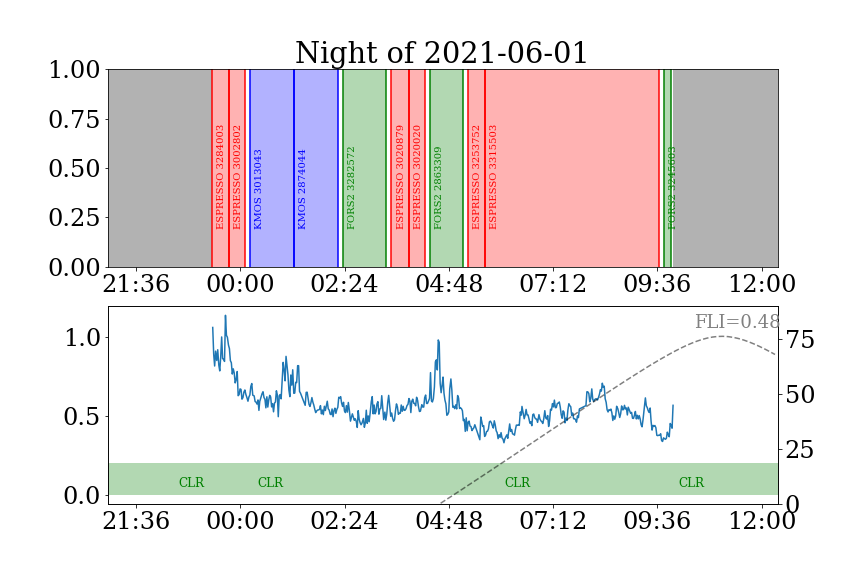 Night of 2021-06-01
1.00
0.75
0.50
0.25
0.00
ESPRESSO 3284003
ESPRESSO 3002802
KMOS 3013043
KMOS 2874044
FORS2 3282572
ESPRESSO 3020879
ESPRESSO 3020020
FORS2 2863309
ESPRESSO 3253752
ESPRESSO 3315503
FORS2 3245603
21:36 00:00 02:24 04:48 07:12 09:36 12:00
FLI=0.48
1.0
0.5
0.0
75
50
25
0
CLR CLR CLR CLR
21:36 00:00 02:24 04:48 07:12 09:36 12:00